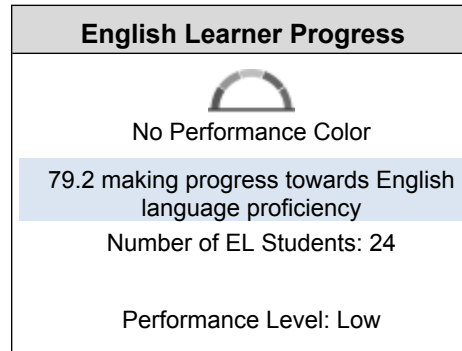 English Learner Progress
No Performance Color
79.2 making progress towards English
language proficiency
Number of EL Students: 24
Performance Level: Low